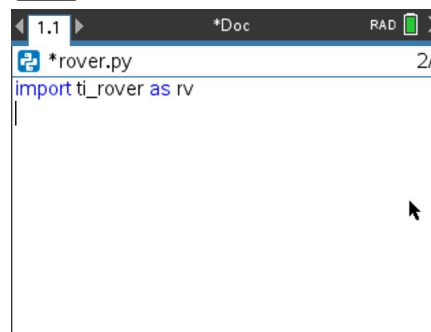 1.1 *Doc RAD
*rover.py 2/
import ti_rover as rv